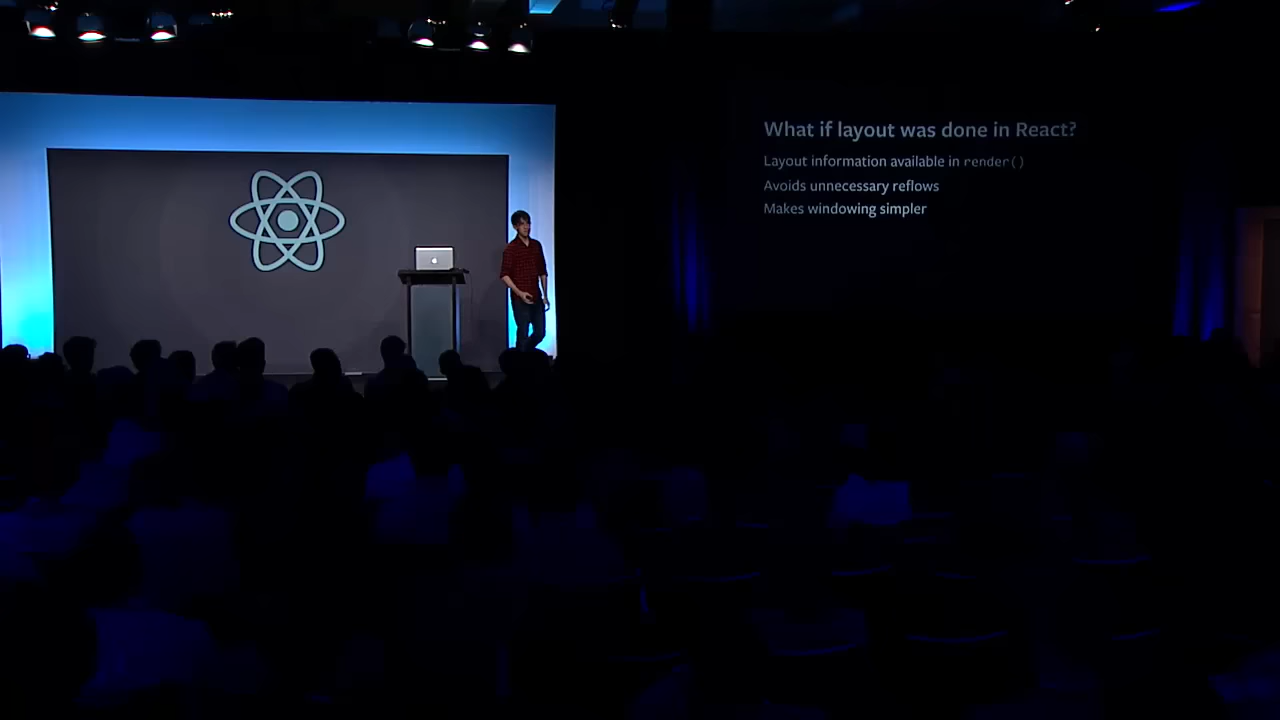 What if layout was done in React?
Layout information available in render()
Avoids unnecessary reflows
Makes windowing simpler